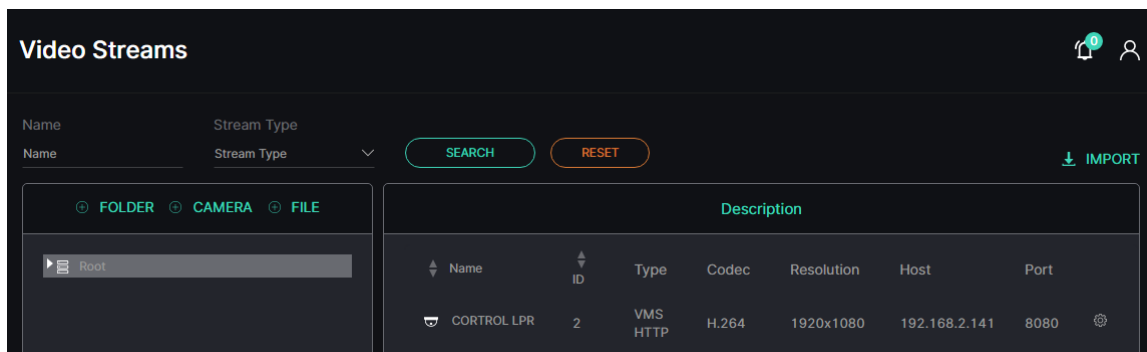 Video Streams
0
Name Stream Type
Name Stream Type SEARCH RESET IMPORT
FOLDER CAMERA FILE Description
Root
Name ID Type Codec Resolution Host Port
CORTROL LPR 2 VMS HTTP H.264 1920x1080 192.168.2.141 8080